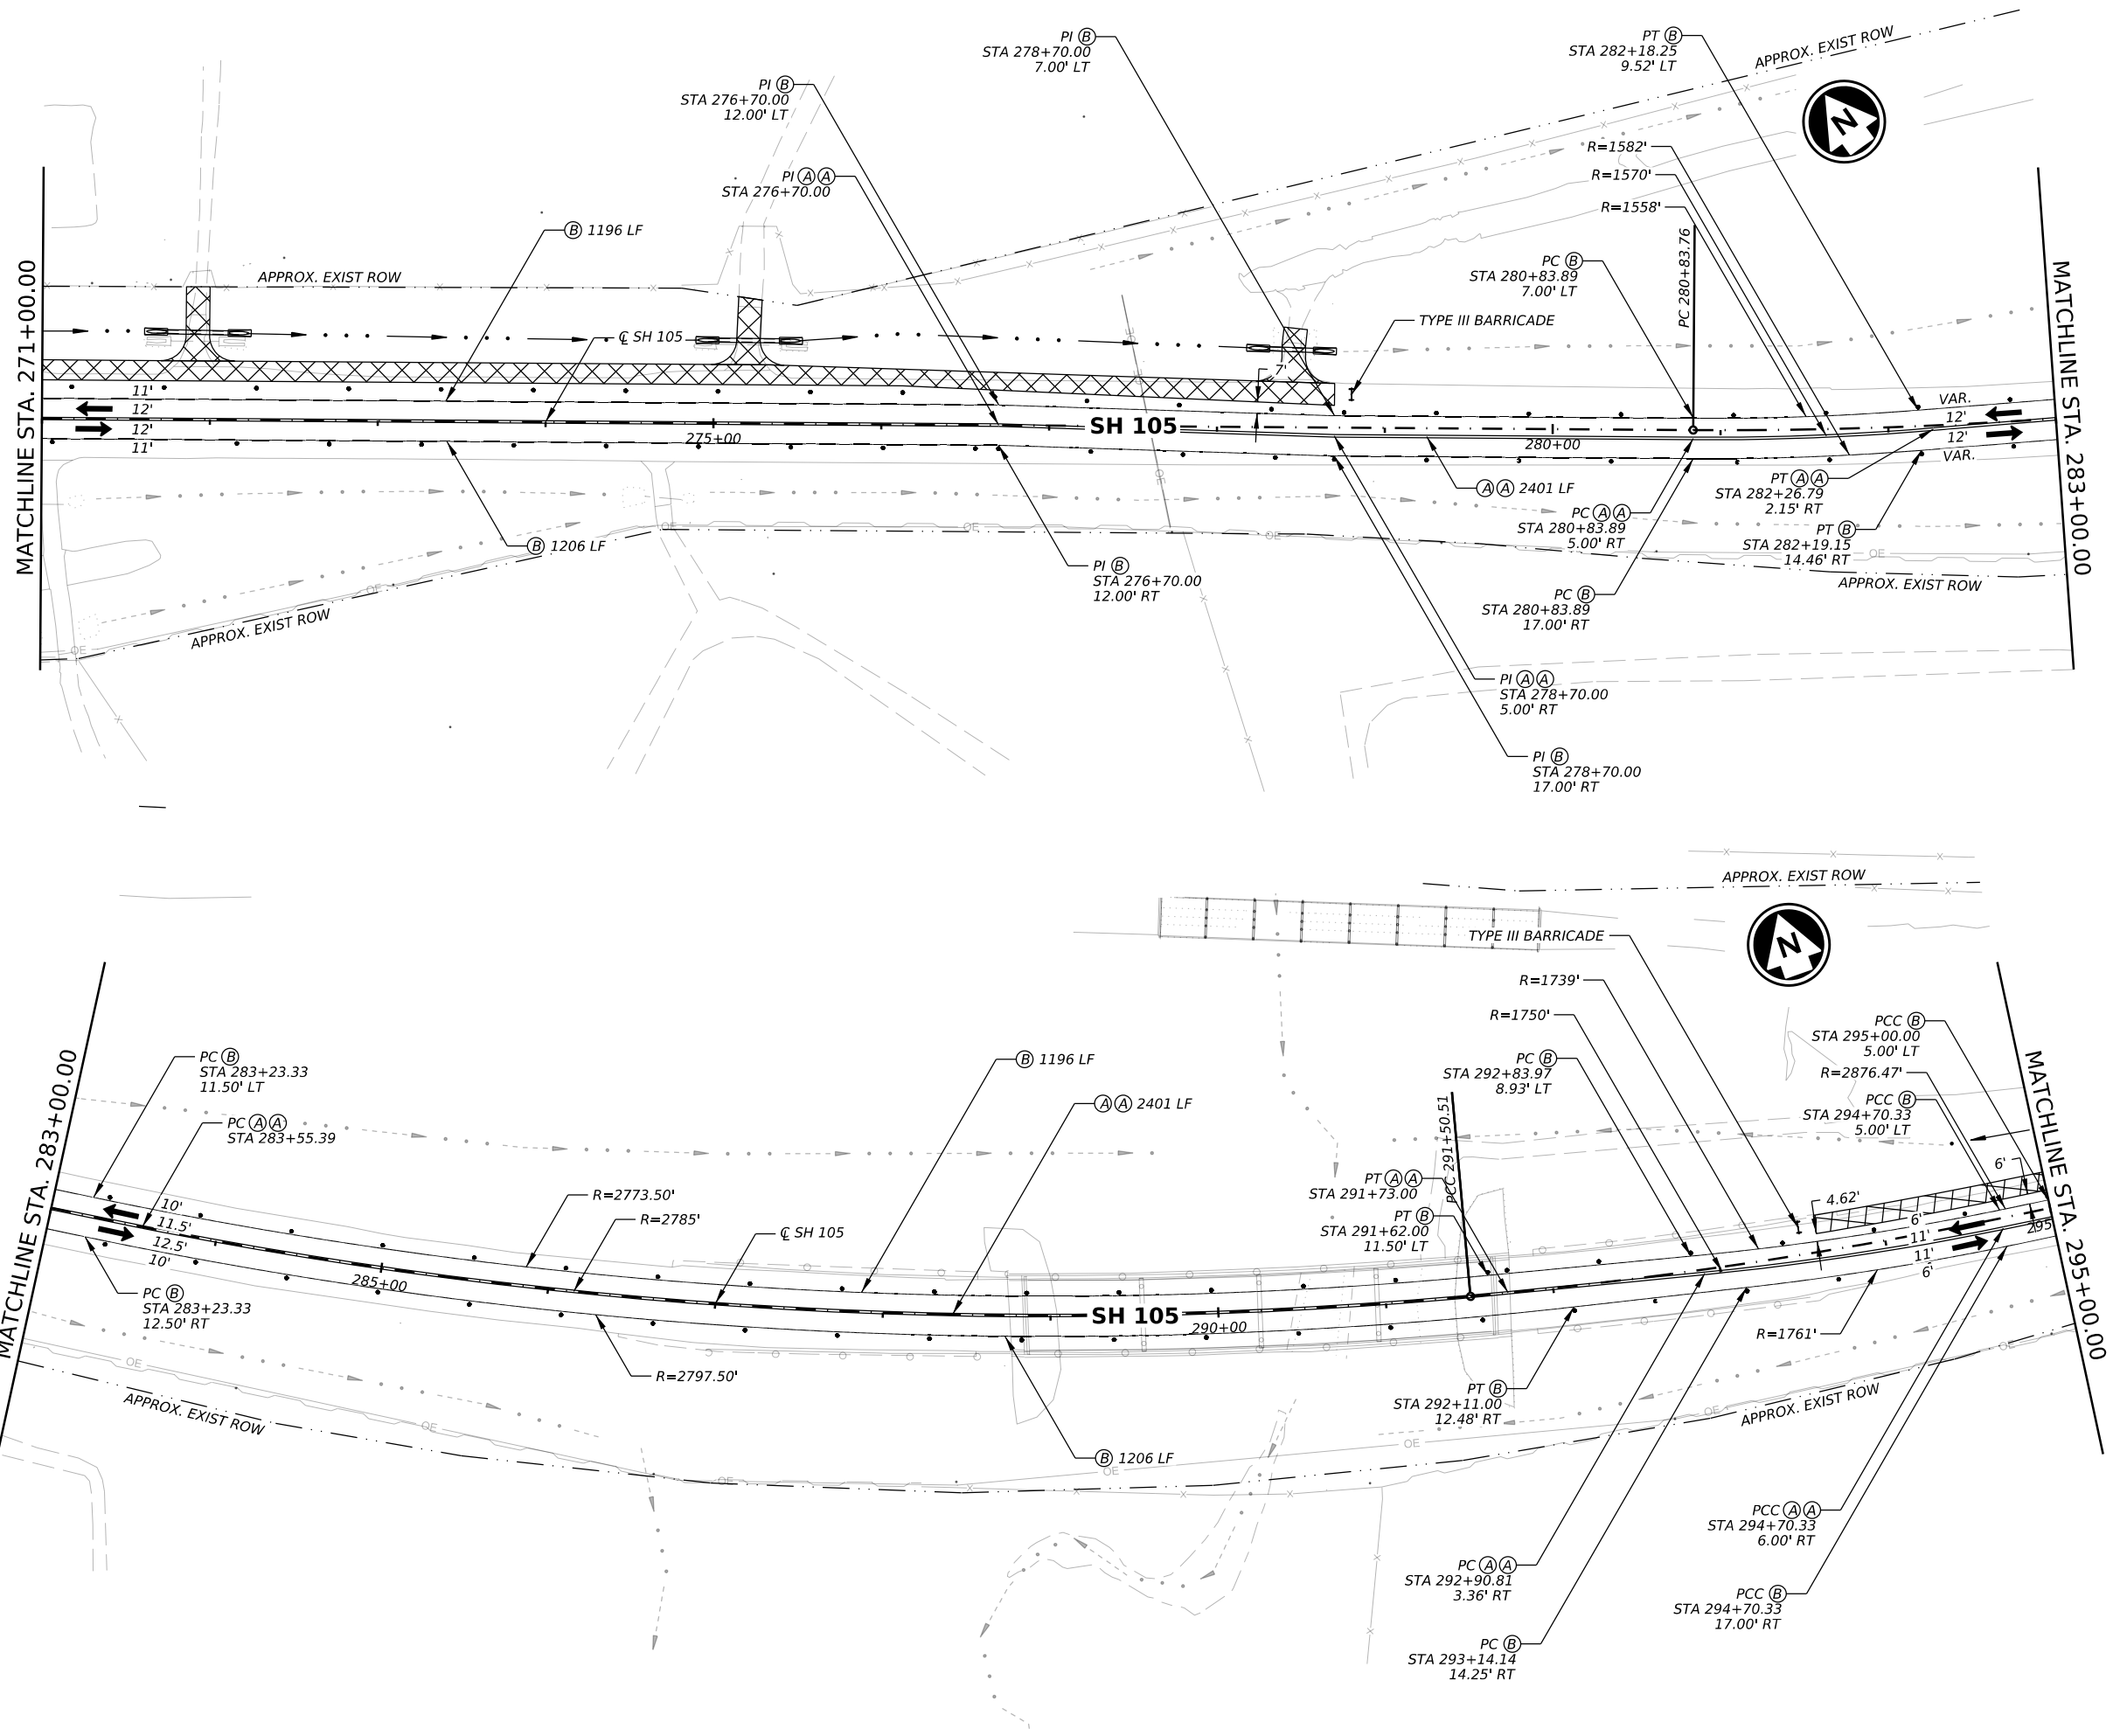 PI B
STA 278+70.00
7.00' LT
PT B
STA 282+18.25
9.52' LT
APPROX. EXIST ROW
PI B
STA 276+70.00
12.00' LT
N
R=1582'
R=1570'
R=1558'
PI A A
STA 276+70.00
B 1196 LF
PC B
STA 280+83.89
7.00' LT
PC 280+83.76
APPROX. EXIST ROW
TYPE III BARRICADE
℄ SH 105
MATCHLINE STA. 271+00.00
MATCHLINE STA. 283+00.00
OE
7'
11'
12'
12'
11'
VAR.
12'
12'
VAR.
SH 105
275+00
280+00
OE
A A 2401 LF
PT A A
STA 282+26.79
2.15' RT
PC A A
STA 280+83.89
5.00' RT
PT B
STA 282+19.15
14.46' RT
OE
OE
OE
OE
B 1206 LF
PI B
STA 276+70.00
12.00' RT
APPROX. EXIST ROW
PC B
STA 280+83.89
17.00' RT
OE
APPROX. EXIST ROW
OE
PI A A
STA 278+70.00
5.00' RT
PI B
STA 278+70.00
17.00' RT
APPROX. EXIST ROW
TYPE III BARRICADE
N
R=1739'
R=1750'
PCC B
STA 295+00.00
5.00' LT
PC B
STA 283+23.33
11.50' LT
B 1196 LF
PC B
STA 292+83.97
8.93' LT
R=2876.47'
PCC B
STA 294+70.33
5.00' LT
A A 2401 LF
PC A A
STA 283+55.39
PCC 291+50.51
MATCHLINE STA. 283+00.00
MATCHLINE STA. 295+00.00
PT A A
STA 291+73.00
PT B
STA 291+62.00
11.50' LT
R=2773.50'
R=2785'
℄ SH 105
4.62'
6'
10'
11.5'
12.5'
10'
6'
11'
11'
6'
295
285+00
SH 105
290+00
PC B
STA 283+23.33
12.50' RT
R=1761'
R=2797.50'
OE
PT B
STA 292+11.00
12.48' RT
OE
APPROX. EXIST ROW
OE
APPROX. EXIST ROW
OE
OE
B 1206 LF
OE
OE
PCC A A
STA 294+70.33
6.00' RT
PC A A
STA 292+90.81
3.36' RT
PCC B
STA 294+70.33
17.00' RT
PC B
STA 293+14.14
14.25' RT